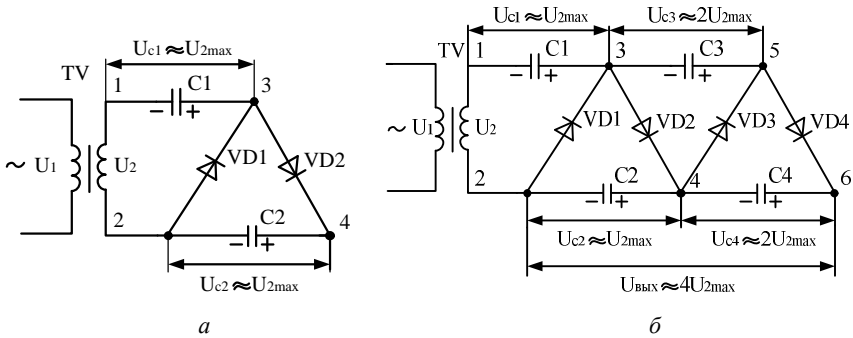 Uc1≈U2max
TV
1
C1
3
−
+
∼
U1
U2
VD1
VD2
2
C2
4
−
+
Uc2≈U2max
а
Uc1≈U2max
Uc3≈2U2max
TV
1
C1
3
C3
5
−
+
−
+
∼
U1
U2
VD1
VD2
VD3
VD4
2
C2
4
C4
6
−
+
−
+
Uc2≈U2max
Uc4≈2U2max
Uвых≈4U2max
б